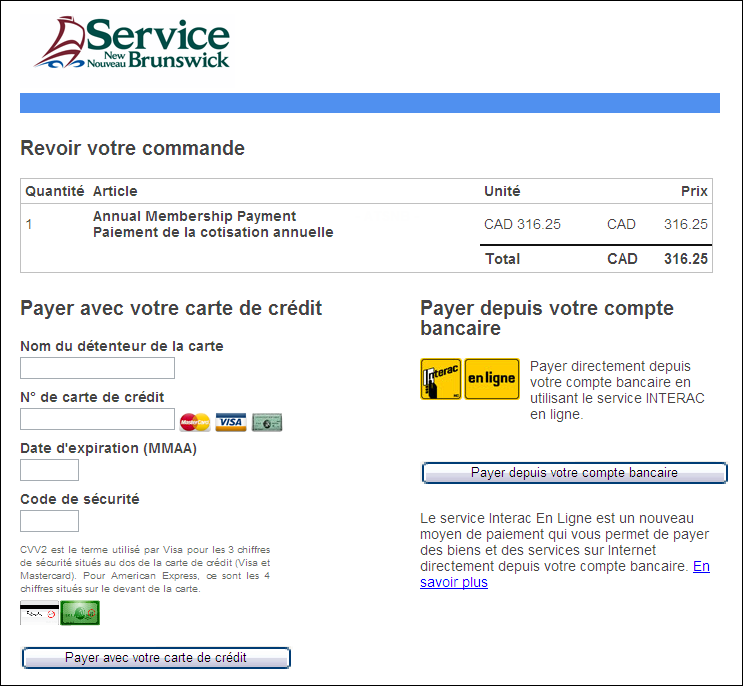 Service
New
Nouveau Brunswick
Revoir votre commande
Quantité Article Unité Prix
1 Annual Membership Payment CAD 316.25 CAD 316.25
Paiement de la cotisation annuelle
Total CAD 316.25
Payer avec votre carte de crédit
Nom du détenteur de la carte
N° de carte de crédit
MasterCard VISA
Date d'expiration (MMAA)
Code de sécurité
CVV2 est le terme utilisé par Visa pour les 3 chiffres
de sécurité situés au dos de la carte de crédit (Visa et
Mastercard). Pour American Express, ce sont les 4
chiffres situés sur le devant de la carte.
Payer avec votre carte de crédit
Payer depuis votre compte
bancaire
Interac en ligne
Payer directement depuis
votre compte bancaire en
utilisant le service INTERAC
en ligne.
Payer depuis votre compte bancaire
Le service Interac En Ligne est un nouveau
moyen de paiement qui vous permet de payer
des biens et des services sur Internet
directement depuis votre compte bancaire. En
savoir plus